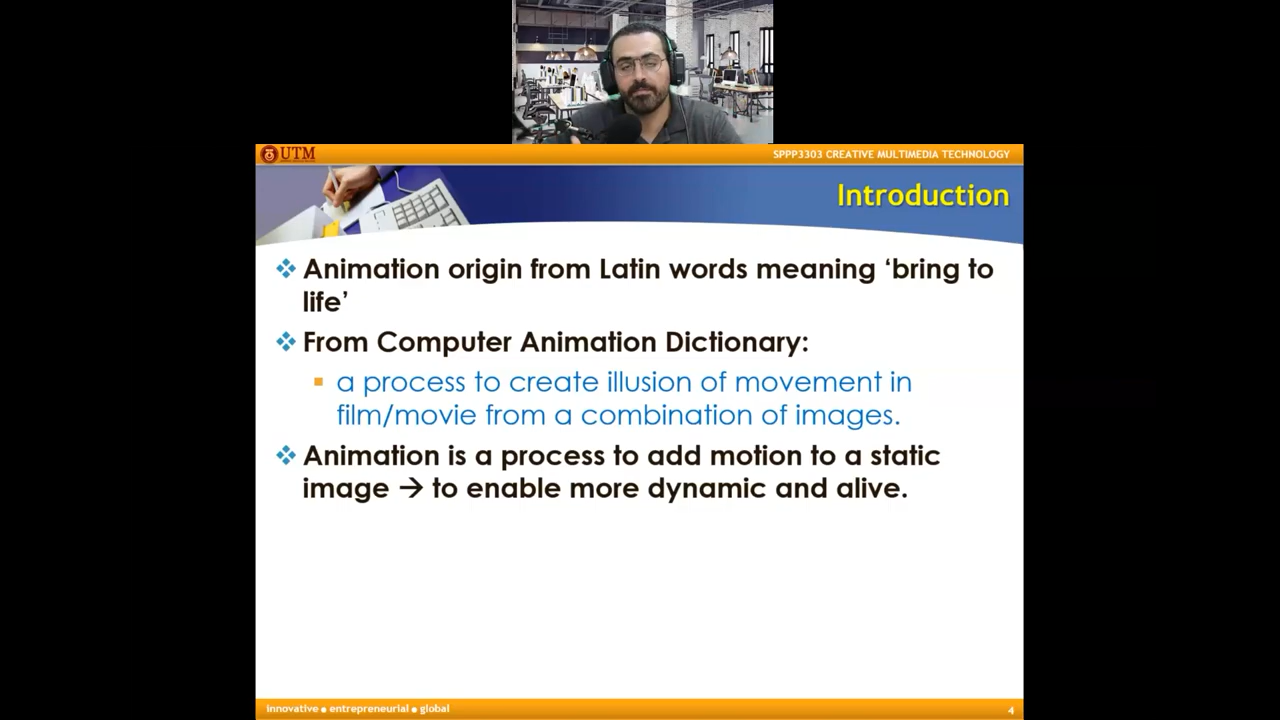 UTM
SPPP3303 CREATIVE MULTIMEDIA TECHNOLOGY
Introduction
Animation origin from Latin words meaning ‘bring to
life’
From Computer Animation Dictionary:
a process to create illusion of movement in
film/movie from a combination of images.
Animation is a process to add motion to a static
image → to enable more dynamic and alive.
innovative ● entrepreneurial ● global
4